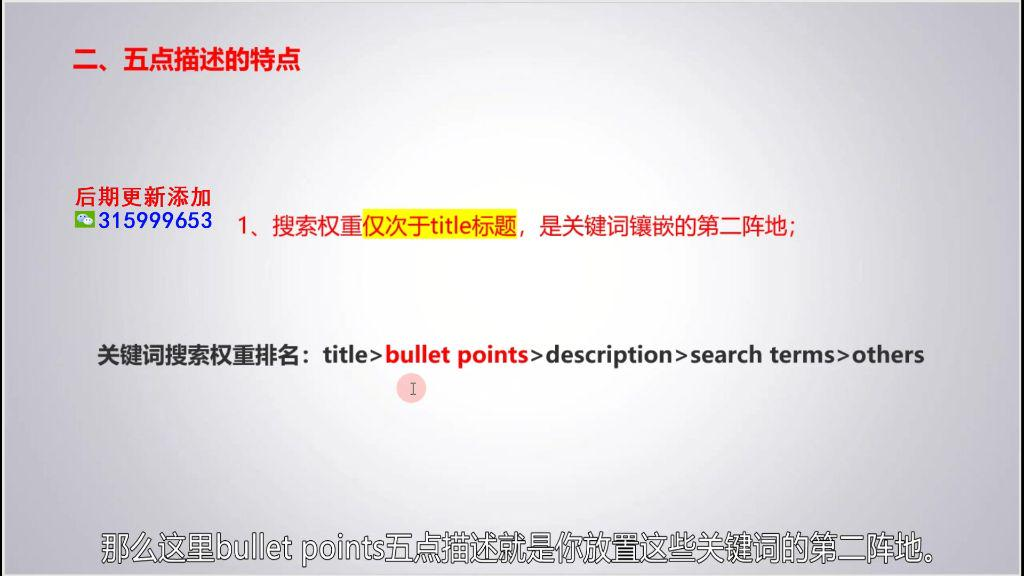 二、五点描述的特点
后期更新添加
315999653
1、搜索权重仅次于title标题，是关键词镶嵌的第二阵地；
关键词搜索权重排名：title>bullet points>description>search terms>others
那么这里bullet points五点描述就是你放置这些关键词的第二阵地。